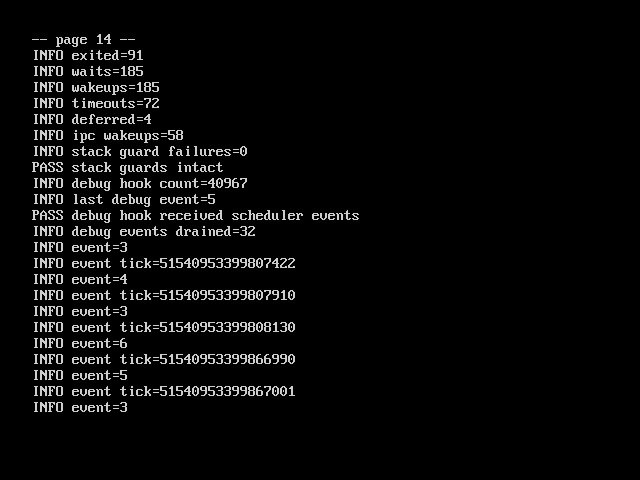 -- page 14 --
INFO exited=91
INFO waits=185
INFO wakeups=185
INFO timeouts=72
INFO deferred=4
INFO ipc wakeups=58
INFO stack guard failures=0
PASS stack guards intact
INFO debug hook count=40967
INFO last debug event=5
PASS debug hook received scheduler events
INFO debug events drained=32
INFO event=3
INFO event tick=51540953399807422
INFO event=4
INFO event tick=51540953399807910
INFO event=3
INFO event tick=51540953399808130
INFO event=6
INFO event tick=51540953399866990
INFO event=5
INFO event tick=51540953399867001
INFO event=3